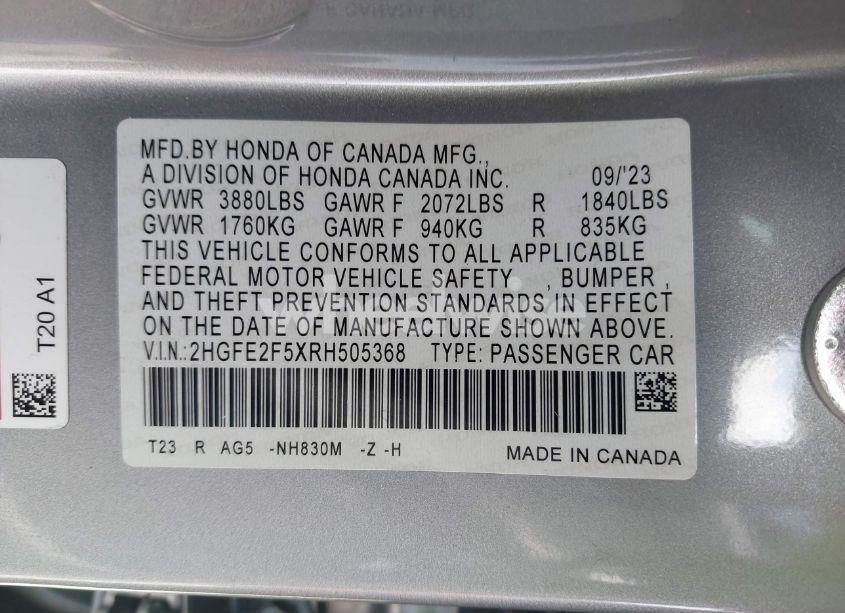 MFD.BY HONDA OF CANADA MFG.,
A DIVISION OF HONDA CANADA INC. 09/'23
GVWR 3880LBS GAWR F 2072LBS R 1840LBS
GVWR 1760KG GAWR F 940KG R 835KG
THIS VEHICLE CONFORMS TO ALL APPLICABLE
FEDERAL MOTOR VEHICLE SAFETY , BUMPER ,
AND THEFT PREVENTION STANDARDS IN EFFECT
ON THE DATE OF MANUFACTURE SHOWN ABOVE.
V.I.N.:2HGFE2F5XRH505368 TYPE: PASSENGER CAR
T23 R AG5 -NH830M -Z -H
MADE IN CANADA
T20 A1